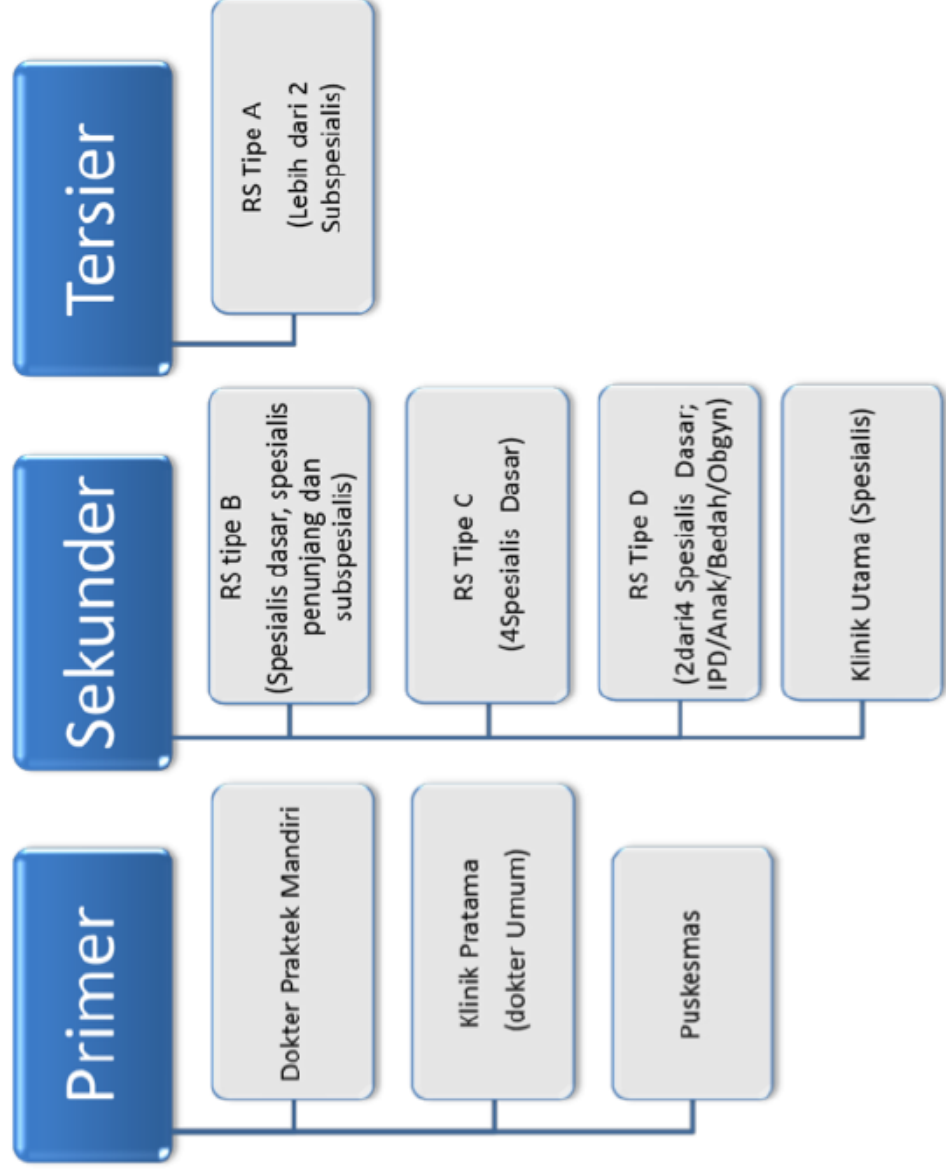 Primer
Dokter Praktek Mandiri
Klinik Pratama
(dokter Umum)
Puskesmas
Sekunder
RS tipe B
(Spesialis dasar, spesialis
penunjang dan
subspesialis)
RS Tipe C
(4Spesialis Dasar)
RS Tipe D
(2dari4 Spesialis Dasar;
IPD/Anak/Bedah/Obgyn)
Klinik Utama (Spesialis)
Tersier
RS Tipe A
(Lebih dari 2
Subspesialis)